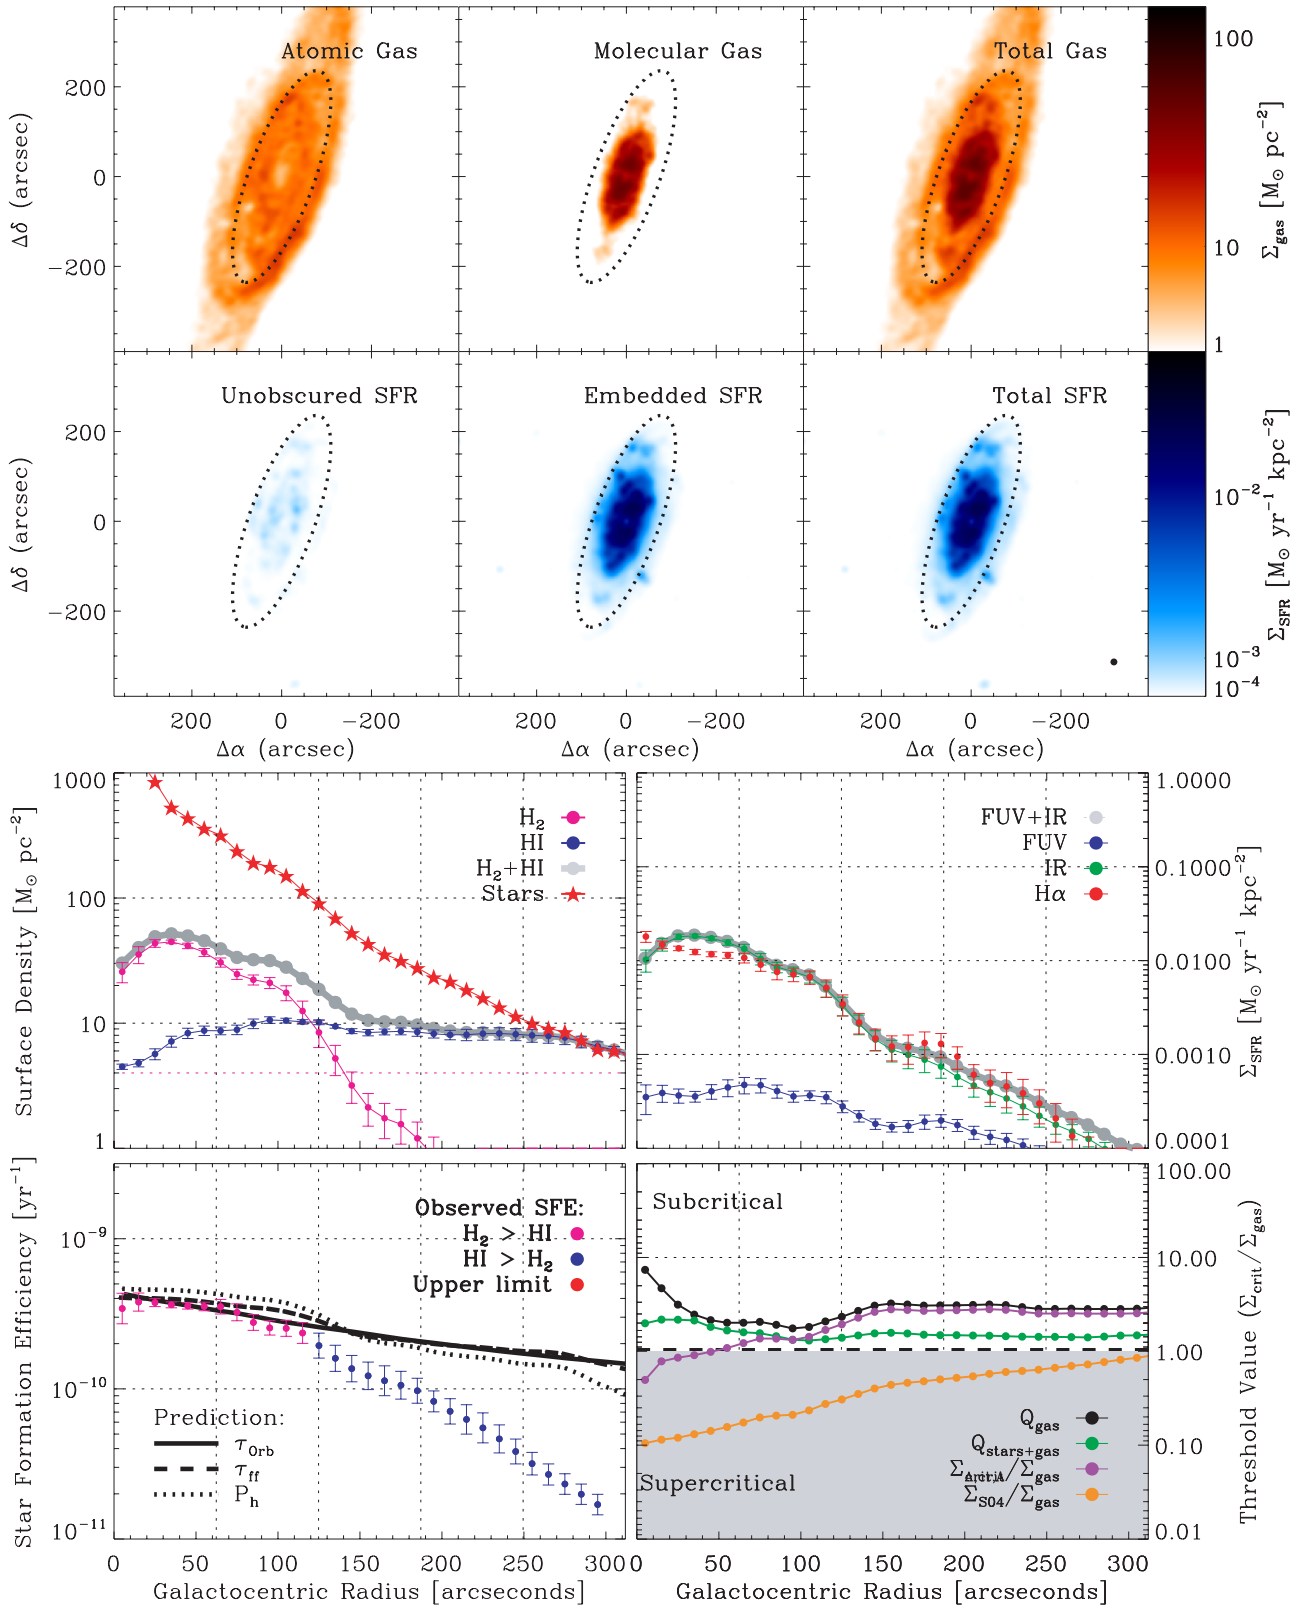 Atomic Gas
Molecular Gas
Total Gas
200
0
−200
Δδ (arcsec)
100
10
1
Σgas [M⊙ pc−2]
Unobscured SFR
Embedded SFR
Total SFR
200
0
−200
Δδ (arcsec)
10−2
10−3
10−4
ΣSFR [M⊙ yr−1 kpc−2]
200 0 −200
200 0 −200
200 0 −200
Δα (arcsec)
Δα (arcsec)
Δα (arcsec)
1000
100
10
1
Surface Density [M⊙ pc−2]
H2
HI
H2+HI
Stars
FUV+IR
FUV
IR
Hα
1.0000
0.1000
0.0100
0.0010
0.0001
ΣSFR [M⊙ yr−1 kpc−2]
10−9
10−10
10−11
Star Formation Efficiency [yr−1]
Observed SFE:
H2 > HI
HI > H2
Upper limit
Prediction:
τOrb
τff
Ph
0 50 100 150 200 250 300
Galactocentric Radius [arcseconds]
Subcritical
Supercritical
Qgas
Qstars+gas
/Σgas
ΣS04/Σgas
100.00
10.00
1.00
0.10
0.01
Threshold Value (Σcrit/Σgas)
0 50 100 150 200 250 300
Galactocentric Radius [arcseconds]